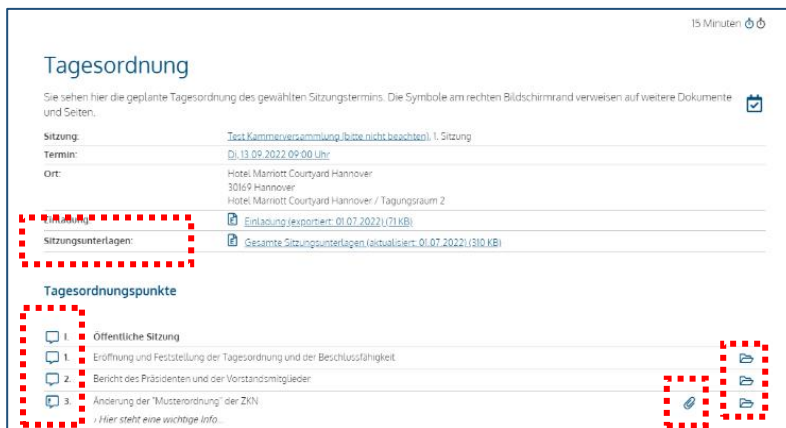 15 Minuten
Tagesordnung
Sie sehen hier die geplante Tagesordnung des gewählten Sitzungstermins. Die Symbole am rechten Bildschirmrand verweisen auf weitere Dokumente
und Seiten.
Sitzung: Test Kammerversammlung (bitte nicht beachten), 1. Sitzung
Termin: Di, 13.09.2022 09:00 Uhr
Ort: Hotel Marriott Courtyard Hannover
30169 Hannover
Hotel Marriott Courtyard Hannover / Tagungsraum 2
Einladung: Einladung (exportiert: 01.07.2022) (71 KB)
Sitzungsunterlagen: Gesamte Sitzungsunterlagen (aktualisiert: 01.07.2022) (310 KB)
Tagesordnungspunkte
I. Öffentliche Sitzung
1. Eröffnung und Feststellung der Tagesordnung und der Beschlussfähigkeit
2. Bericht des Präsidenten und der Vorstandsmitglieder
3. Änderung der "Musterordnung" der ZKN
› Hier steht eine wichtige Info...